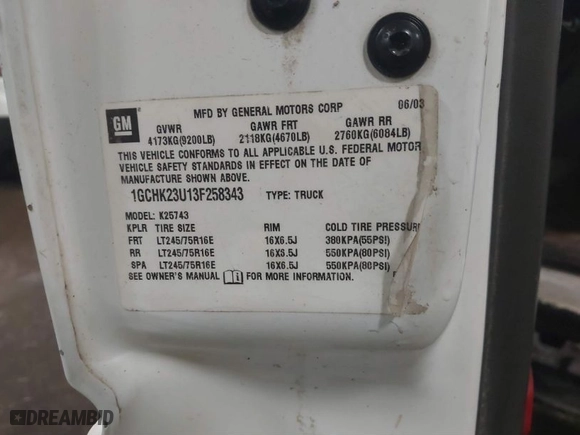 GM
MFD BY GENERAL MOTORS CORP 06/03
GVWR GAWR FRT GAWR RR
4173KG(9200LB) 2118KG(4670LB) 2760KG(6084LB)
THIS VEHICLE CONFORMS TO ALL APPLICABLE U.S. FEDERAL MOTOR
VEHICLE SAFETY STANDARDS IN EFFECT ON THE DATE OF
MANUFACTURE SHOWN ABOVE.
1GCHK23U13F258343 TYPE: TRUCK
MODEL: K25743
KPLR TIRE SIZE RIM COLD TIRE PRESSURE
FRT LT245/75R16E 16X6.5J 380KPA(55PSI)
RR LT245/75R16E 16X6.5J 550KPA(80PSI)
SPA LT245/75R16E 16X6.5J 550KPA(80PSI)
SEE OWNER'S MANUAL FOR MORE INFORMATION.
DREAMBID